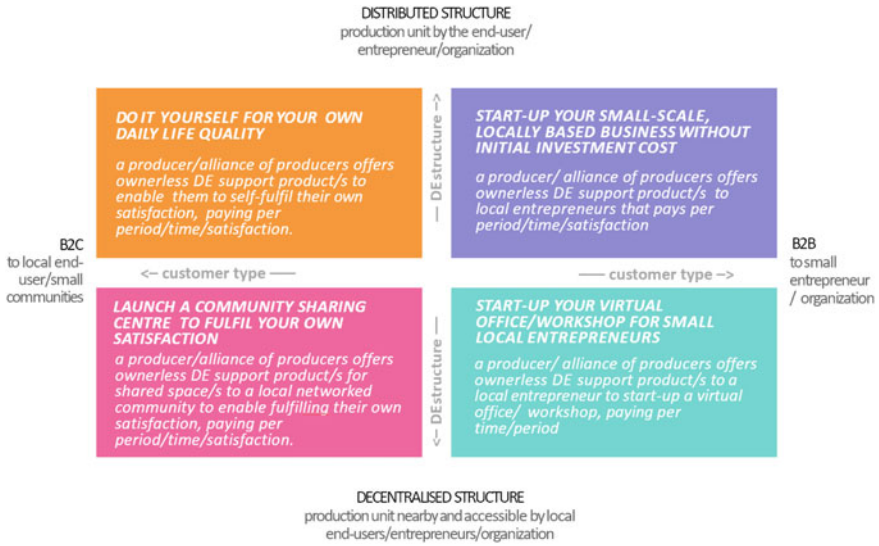 DISTRIBUTED STRUCTURE
production unit by the end-user/
entrepreneur/organization
DO IT YOURSELF FOR YOUR OWN
DAILY LIFE QUALITY
a producer/alliance of producers offers
ownerless DE support product/s to
enable them to self-fulfil their own
satisfaction, paying per
period/time/satisfaction.
— DEstructure –>
START-UP YOUR SMALL-SCALE,
LOCALLY BASED BUSINESS WITHOUT
INITIAL INVESTMENT COST
a producer/ alliance of producers offers
ownerless DE support product/s to
local entrepreneurs that pays per
period/time/satisfaction
B2C
to local end-
user/small
communities
<– customer type —
— customer type –>
B2B
to small
entrepreneur
/ organization
LAUNCH A COMMUNITY SHARING
CENTRE TO FULFIL YOUR OWN
SATISFACTION
a producer/alliance of producers offers
ownerless DE support product/s for
shared space/s to a local networked
community to enable fulfilling their own
satisfaction, paying per
period/time/satisfaction.
<– DEstructure —
START-UP YOUR VIRTUAL
OFFICE/WORKSHOP FOR SMALL
LOCAL ENTREPRENEURS
a producer/ alliance of producers offers
ownerless DE support product/s to a
local entrepreneur to start-up a virtual
office/ workshop, paying per
time/period
DECENTRALISED STRUCTURE
production unit nearby and accessible by local
end-users/entrepreneurs/organization